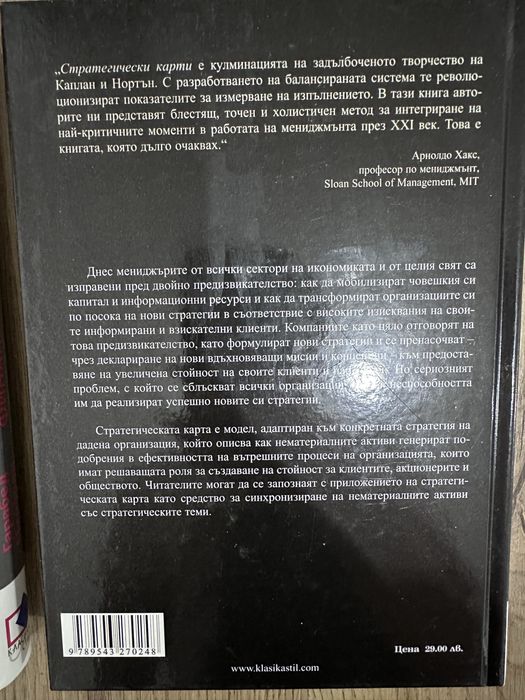 „Стратегически карти е кулминацията на задълбоченото творчество на
Каплан и Нортън. С разработването на балансираната система те револю-
ционизират показателите за измерване на изпълнението. В тази книга авто-
рите ни представят блестящ, точен и холистичен метод за интегриране на
най-критичните моменти в работата на мениджмънта през XXI век. Това е
книгата, която дълго очаквах.“
Арнолдо Хакс,
професор по мениджмънт,
Sloan School of Management, MIT
Днес мениджърите от всички сектори на икономиката и от целия свят са
изправени пред двойно предизвикателство: как да мобилизират човешкия си
капитал и информационни ресурси и как да трансформират организациите си
по посока на нови стратегии в съответствие с високите изисквания на свои-
те информирани и взискателни клиенти. Компаниите като цяло отговорят на
това предизвикателство, като формулират нови стратегии и се пренасочват –
чрез деклариране на нови вдъхновяващи мисии и концепции – към предоста-
вяне на увеличена стойност на своите клиенти и Но сериозният
проблем, с който се сблъскват всички организации, неспособността
им да реализират успешно новите си стратегии.
Стратегическата карта е модел, адаптиран към конкретната стратегия на
дадена организация, който описва как нематериалните активи генерират по-
добрения в ефективността на вътрешните процеси на организацията, които
имат решаващата роля за създаване на стойност за клиентите, акционерите и
обществото. Читателите могат да се запознаят с приложението на стратеги-
ческата карта като средство за синхронизиране на нематериалните активи
със стратегическите теми.
9 789543 270248
Цена 29.00 лв.
www.klasikastil.com